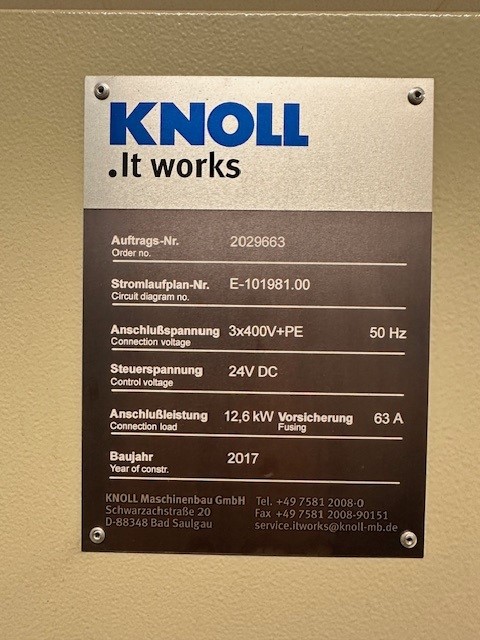 KNOLL
.It works
Auftrags-Nr. 2029663
Order no.
Stromlaufplan-Nr. E-101981.00
Circuit diagram no.
Anschlußspannung 3x400V+PE 50 Hz
Connection voltage
Steuerspannung 24V DC
Control voltage
Anschlußleistung 12,6 kW Vorsicherung 63 A
Connection load Fusing
Baujahr 2017
Year of constr.
KNOLL Maschinenbau GmbH Tel. +49 7581 2008-0
Schwarzachstraße 20 Fax +49 7581 2008-90151
D-88348 Bad Saulgau service.itworks@knoll-mb.de